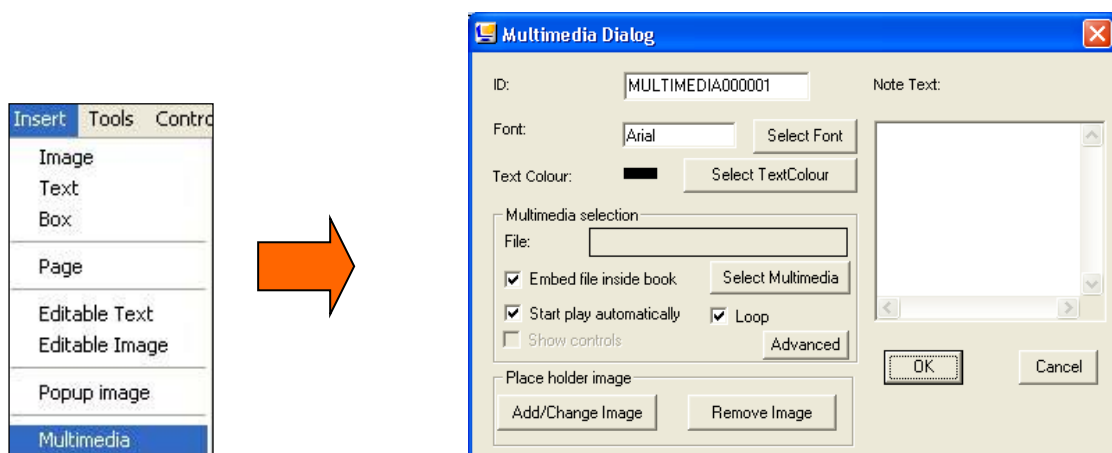 Insert Tools Contro
Image
Text
Box
Page
Editable Text
Editable Image
Popup image
Multimedia
Multimedia Dialog
ID: MULTIMEDIA000001 Note Text:
Font: Arial Select Font
Text Colour: Select TextColour
Multimedia selection
File:
Embed file inside book Select Multimedia
Start play automatically Loop
Show controls Advanced
OK Cancel
Place holder image
Add/Change Image Remove Image